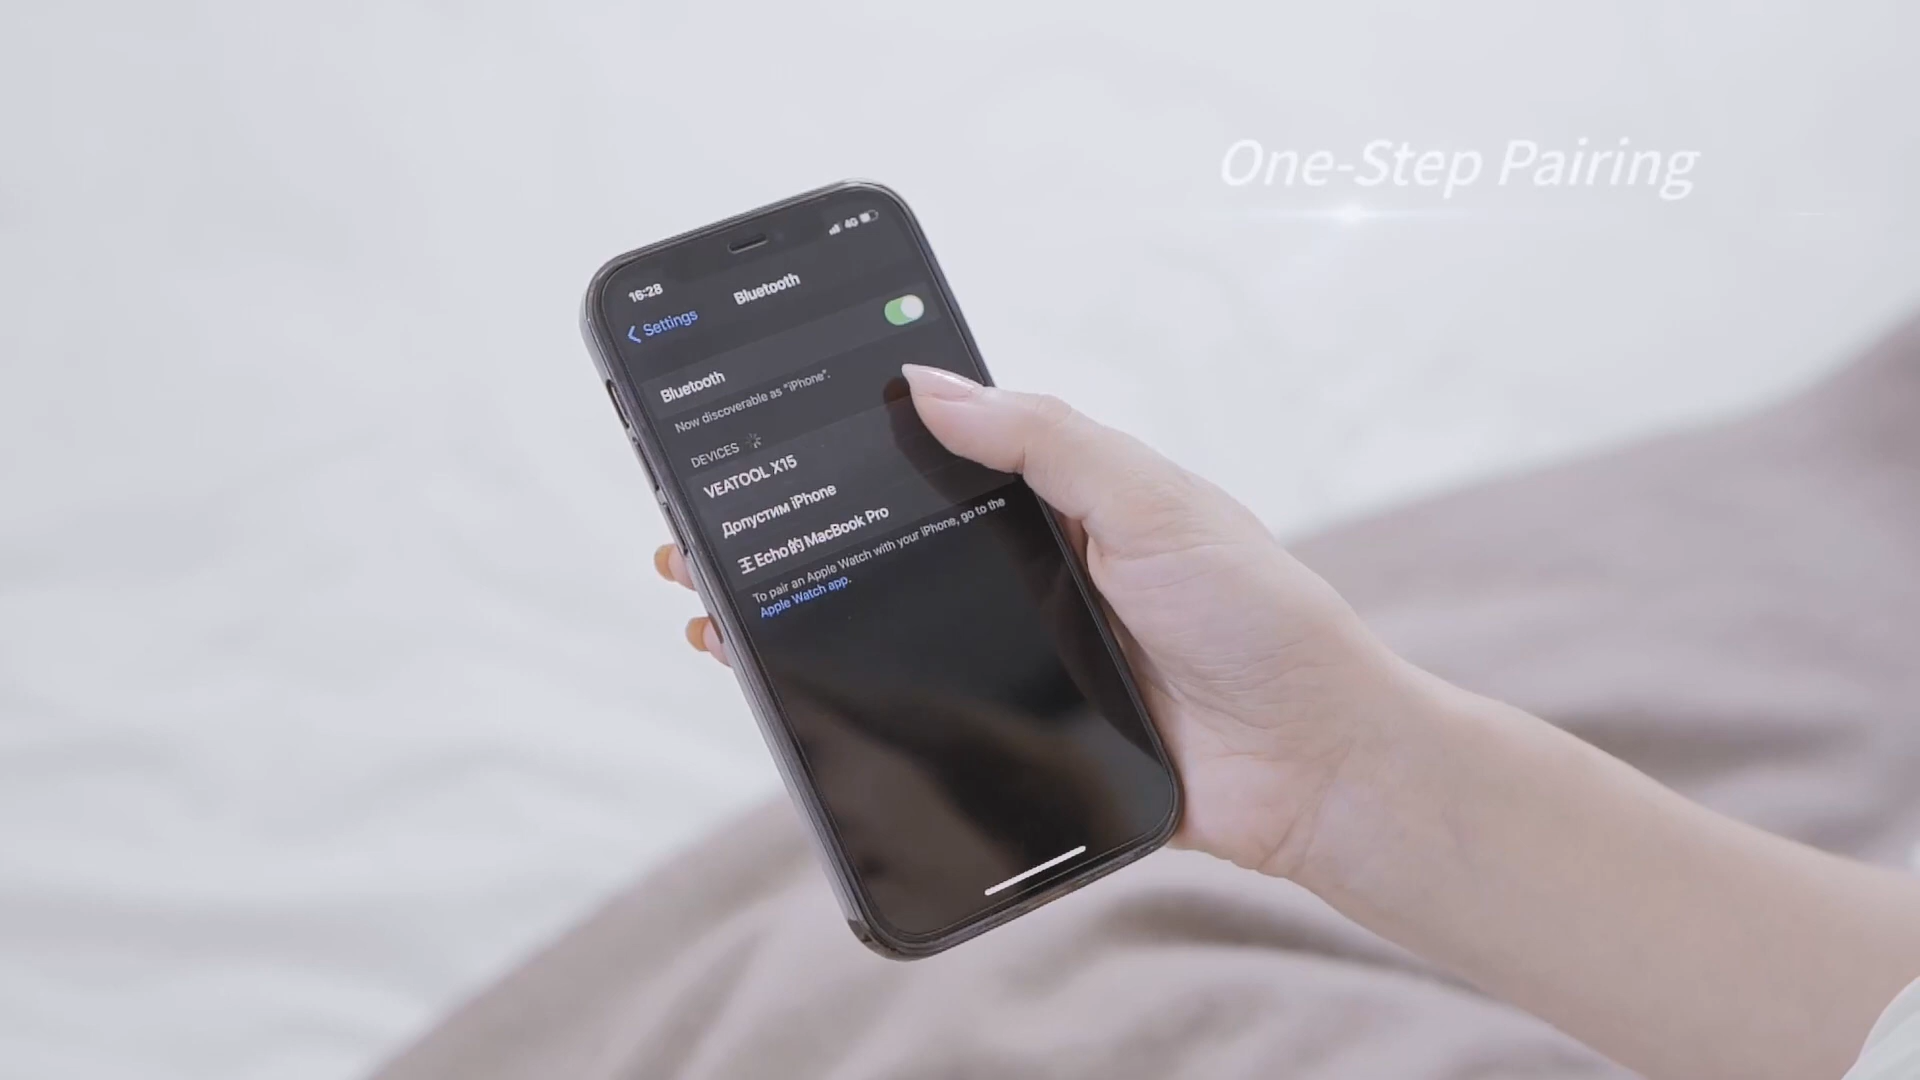 One-Step Pairing
4G
16:28
Bluetooth
Settings
Bluetooth
Now discoverable as "iPhone".
DEVICES
VEATOOL X15
Допустим iPhone
王Echo的 MacBook Pro
To pair an Apple Watch with your iPhone, go to the
Apple Watch app.